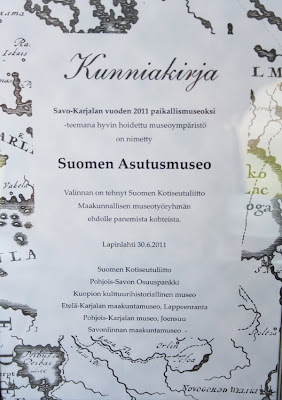 Kunniakirja
Savo-Karjalan vuoden 2011 paikallismuseoksi
-teemana hyvin hoidettu museoympäristö
on nimetty
Suomen Asutusmuseo
Valinnan on tehnyt Suomen Kotiseutuliitto
Maakunnallisen museotyöryhmän
ehdolle panemista kohteista.
Lapinlahti 30.6.2011
Suomen Kotiseutuliitto
Pohjois-Savon Osuuspankki
Kuopion kulttuurihistoriallinen museo
Etelä-Karjalan maakuntamuseo, Lappeenranta
Pohjois-Karjalan museo, Joensuu
Savonlinnan maakuntamuseo